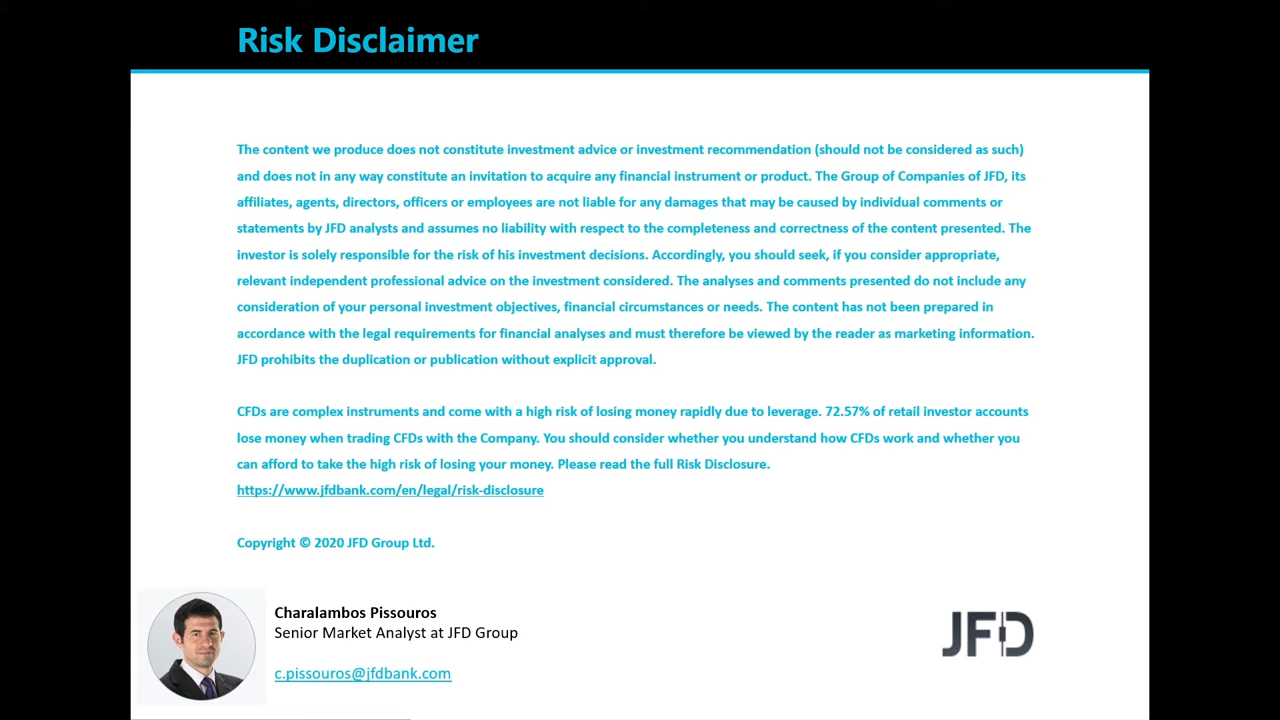 Risk Disclaimer
The content we produce does not constitute investment advice or investment recommendation (should not be considered as such)
and does not in any way constitute an invitation to acquire any financial instrument or product. The Group of Companies of JFD, its
affiliates, agents, directors, officers or employees are not liable for any damages that may be caused by individual comments or
statements by JFD analysts and assumes no liability with respect to the completeness and correctness of the content presented. The
investor is solely responsible for the risk of his investment decisions. Accordingly, you should seek, if you consider appropriate,
relevant independent professional advice on the investment considered. The analyses and comments presented do not include any
consideration of your personal investment objectives, financial circumstances or needs. The content has not been prepared in
accordance with the legal requirements for financial analyses and must therefore be viewed by the reader as marketing information.
JFD prohibits the duplication or publication without explicit approval.
CFDs are complex instruments and come with a high risk of losing money rapidly due to leverage. 72.57% of retail investor accounts
lose money when trading CFDs with the Company. You should consider whether you understand how CFDs work and whether you
can afford to take the high risk of losing your money. Please read the full Risk Disclosure.
https://www.jfdbank.com/en/legal/risk-disclosure
Copyright © 2020 JFD Group Ltd.
Charalambos Pissouros
Senior Market Analyst at JFD Group
c.pissouros@jfdbank.com
JFD